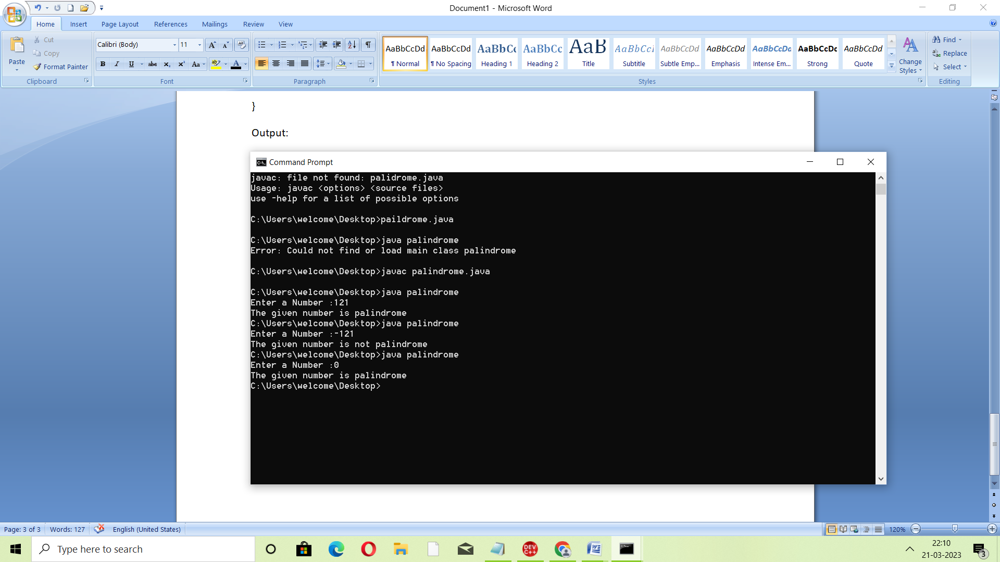 Document1 - Microsoft Word
Home Insert Page Layout References Mailings Review View
Cut
Copy
Format Painter
Paste
Clipboard
Calibri (Body) 11
Font
Paragraph
AaBbCcDd AaBbCcDd AaBbCc AaBbCc AaB AaBbCcI AaBbCcDd AaBbCcDd AaBbCcDc AaBbCcDc AaBbCcDd
¶ Normal ¶ No Spacing Heading 1 Heading 2 Title Subtitle Subtle Emp... Emphasis Intense Em... Strong Quote
Change Styles
Styles
Find
Replace
Select
Editing
}
Output:
Command Prompt
javac: file not found: palidrome.java
Usage: javac <options> <source files>
use -help for a list of possible options
C:\Users\welcome\Desktop>paildrome.java
C:\Users\welcome\Desktop>java palindrome
Error: Could not find or load main class palindrome
C:\Users\welcome\Desktop>javac palindrome.java
C:\Users\welcome\Desktop>java palindrome
Enter a Number :121
The given number is palindrome
C:\Users\welcome\Desktop>java palindrome
Enter a Number :-121
The given number is not palindrome
C:\Users\welcome\Desktop>java palindrome
Enter a Number :0
The given number is palindrome
C:\Users\welcome\Desktop>
Page: 3 of 3 Words: 127 English (United States) 120%
Type here to search
DEV C++
22:10
21-03-2023
3